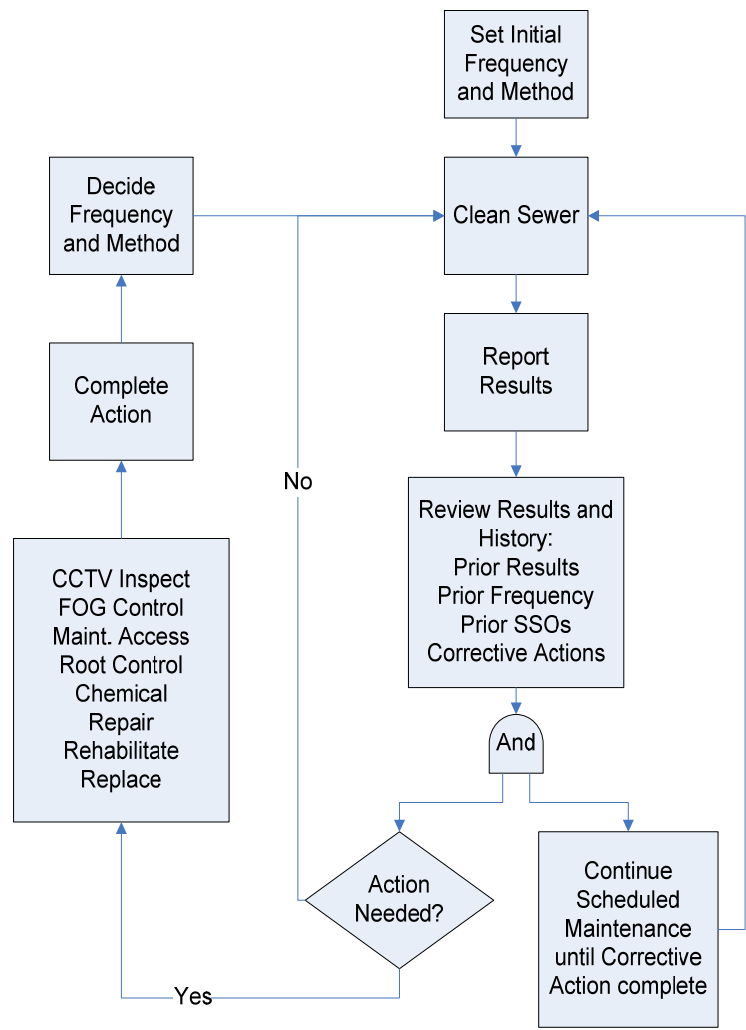 Set Initial
Frequency
and Method
Decide
Frequency
and Method
Clean Sewer
Complete
Action
Report
Results
No
Review Results and
History:
Prior Results
Prior Frequency
Prior SSOs
Corrective Actions
CCTV Inspect
FOG Control
Maint. Access
Root Control
Chemical
Repair
Rehabilitate
Replace
And
Action
Needed?
Continue
Scheduled
Maintenance
until Corrective
Action complete
Yes